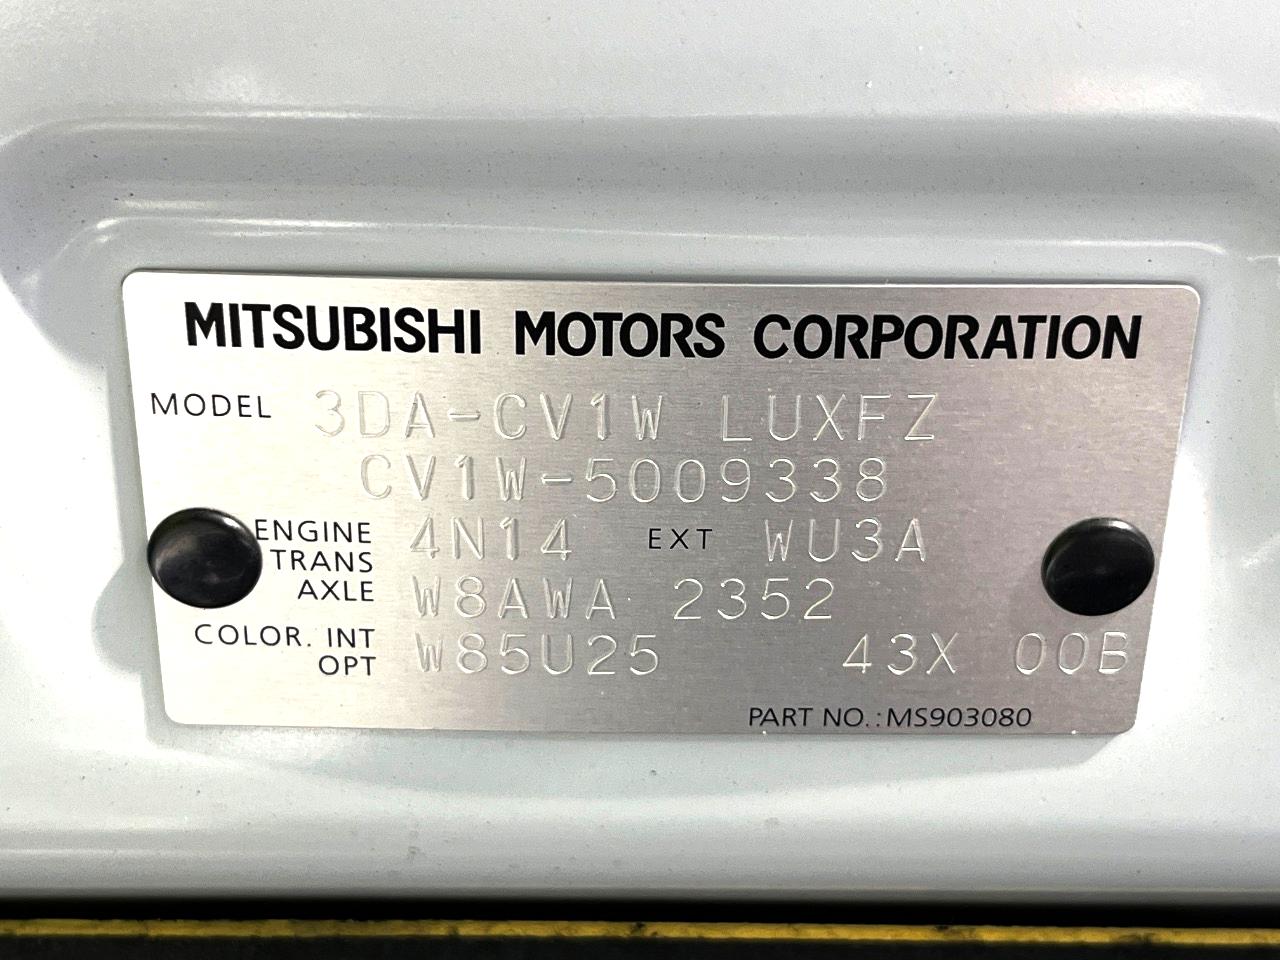 MITSUBISHI MOTORS CORPORATION
MODEL 3DA-CV1W LUXFZ
CV1W-5009338
ENGINE 4N14 EXT WU3A
TRANS
AXLE W8AWA 2352
COLOR. INT W85U25 43X 00B
OPT
PART NO.:MS903080